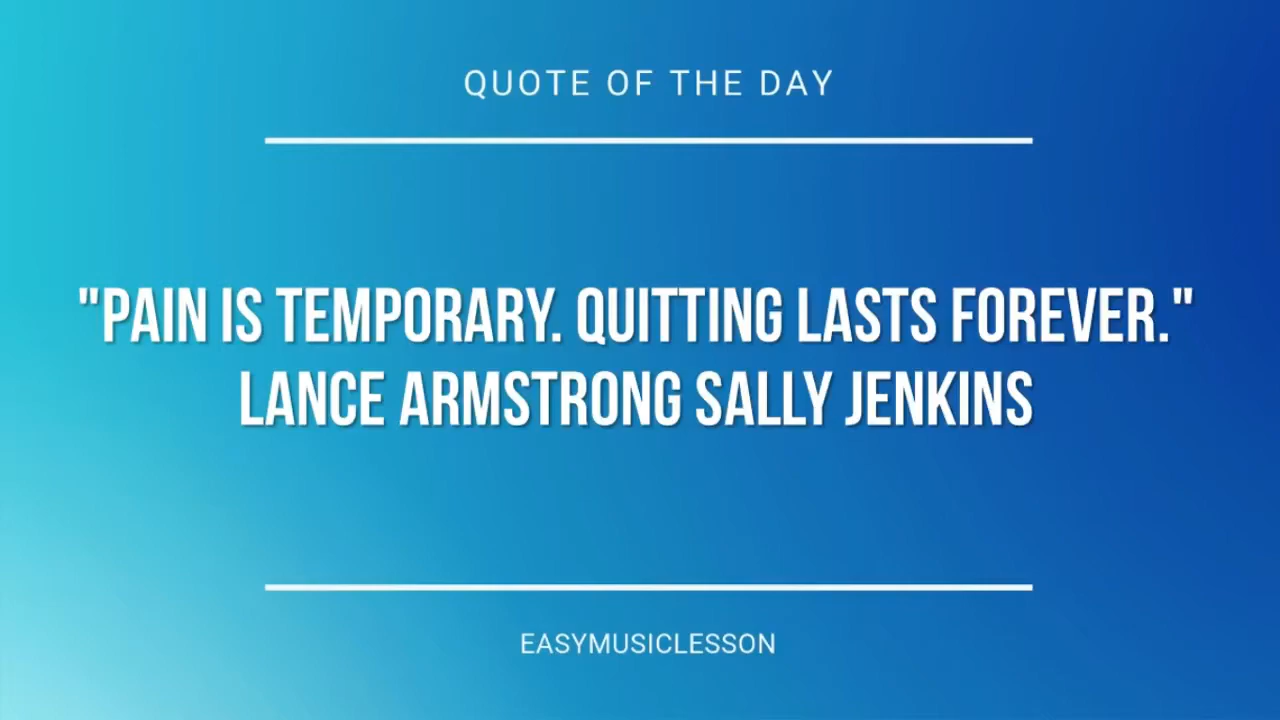 QUOTE OF THE DAY
"PAIN IS TEMPORARY. QUITTING LASTS FOREVER."
LANCE ARMSTRONG SALLY JENKINS
EASYMUSICLESSON